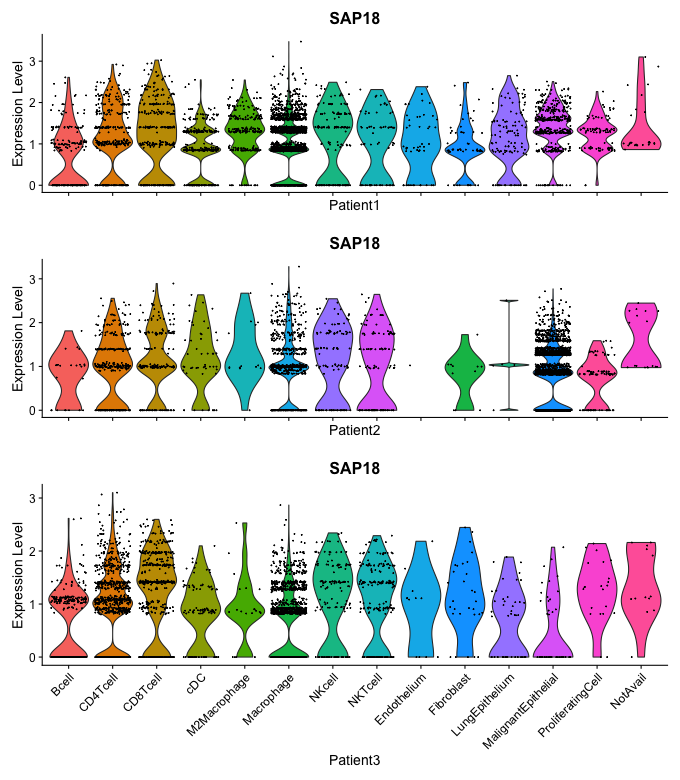 SAP18
Expression Level
3
2
1
0
Patient1
SAP18
Expression Level
3
2
1
0
Patient2
SAP18
Expression Level
3
2
1
0
Bcell
CD4Tcell
CD8Tcell
cDC
M2Macrophage
Macrophage
NKcell
NKTcell
Endothelium
Fibroblast
LungEpithelium
MalignantEpithelial
ProliferatingCell
NotAvail
Patient3